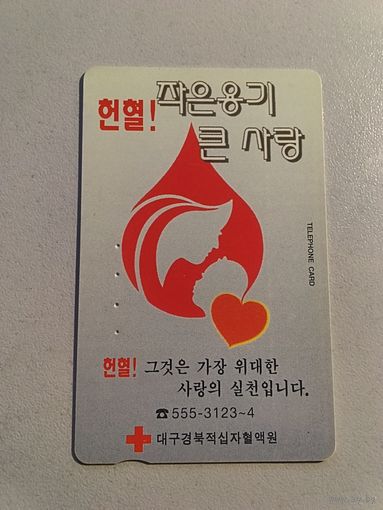 헌혈! 작은용기
큰 사랑
TELEPHONE CARD
헌혈! 그것은 가장 위대한
사랑의 실천입니다.
☎ 555-3123~4
대구경북적십자혈액원